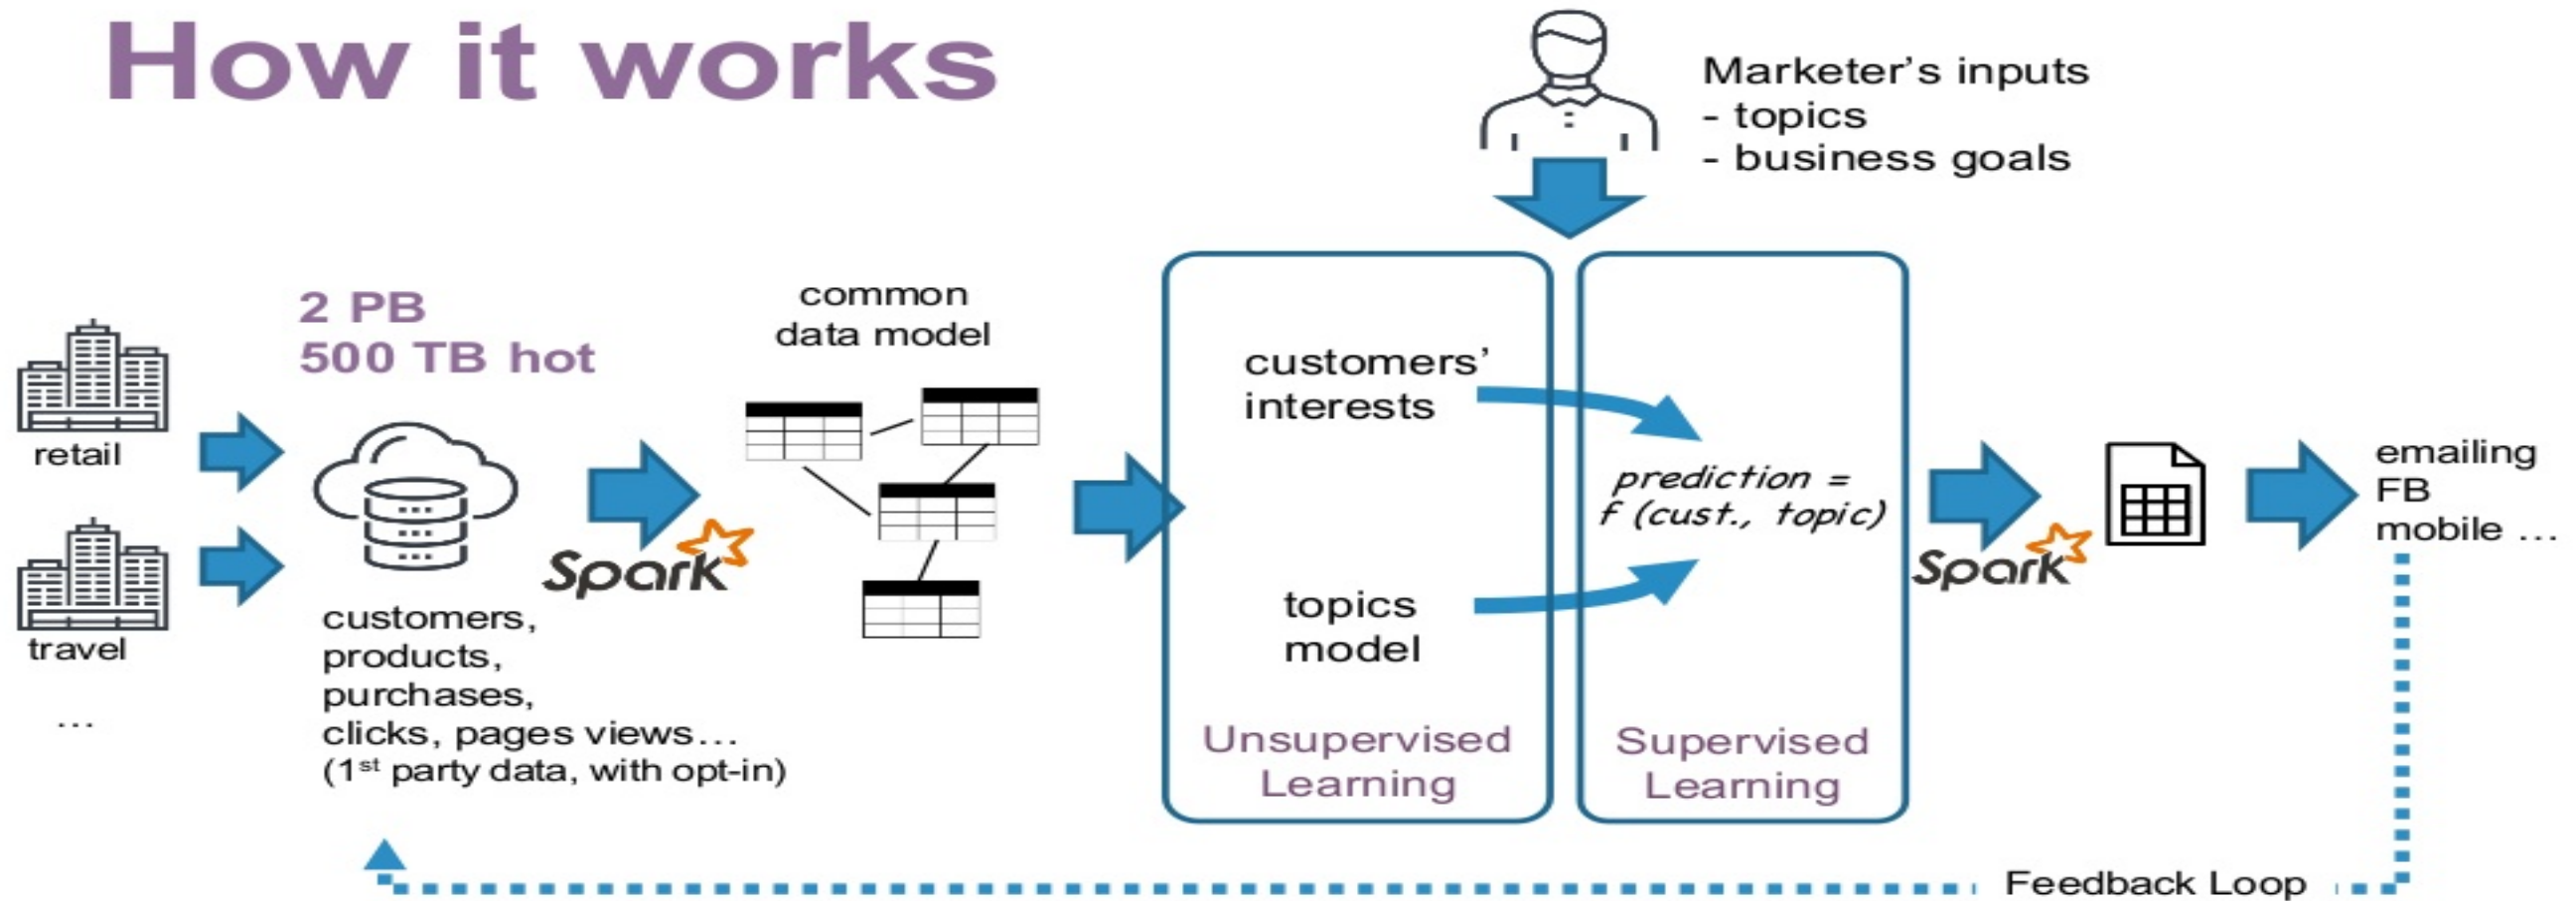 How it works
Marketer's inputs
- topics
- business goals
2 PB
500 TB hot
common
data model
retail
travel
...
customers,
products,
purchases,
clicks, pages views...
(1st party data, with opt-in)
Spark
customers'
interests
topics
model
Unsupervised
Learning
prediction =
f (cust., topic)
Supervised
Learning
Spark
emailing
FB
mobile ...
Feedback Loop